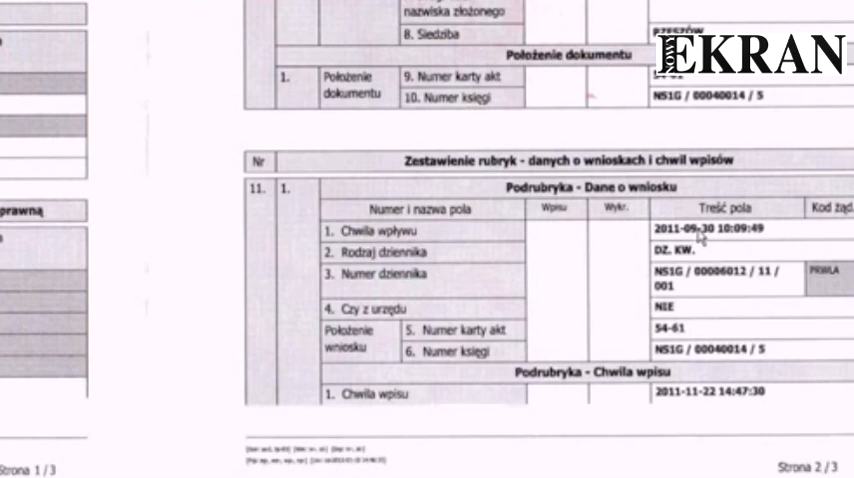 nazwiska złożonego
8. Siedziba
RZESZÓW
NOWY EKRAN
Położenie dokumentu
1. Położenie dokumentu 9. Numer karty akt 54-61
10. Numer księgi NS1G / 00040014 / 5
Nr Zestawienie rubryk - danych o wnioskach i chwil wpisów
11. 1. Podrubryka - Dane o wniosku
Numer i nazwa pola Wpisu Wykr. Treść pola Kod żąd.
1. Chwila wpływu 2011-09-30 10:09:49
2. Rodzaj dziennika DZ. KW.
3. Numer dziennika NS1G / 00006012 / 11 /
001
4. Czy z urzędu NIE
Położenie wniosku 5. Numer karty akt 54-61
6. Numer księgi NS1G / 00040014 / 5
Podrubryka - Chwila wpisu
1. Chwila wpisu 2011-11-22 14:47:30
prawną
Strona 1/3
Strona 2/3